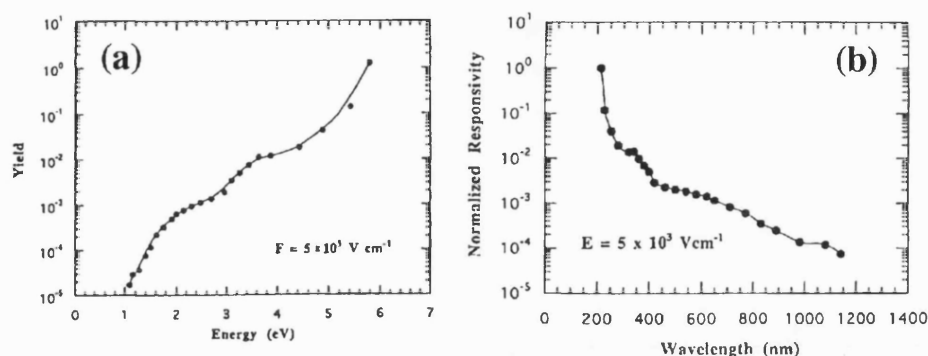 (a)
Yield
10¹
10⁰
10⁻¹
10⁻²
10⁻³
10⁻⁴
10⁻⁵
F = 5 x 10³ V cm⁻¹
0 1 2 3 4 5 6 7
Energy (eV)
(b)
Normalized Responsivity
10¹
10⁰
10⁻¹
10⁻²
10⁻³
10⁻⁴
10⁻⁵
E = 5 x 10³ Vcm⁻¹
0 200 400 600 800 1000 1200 1400
Wavelength (nm)